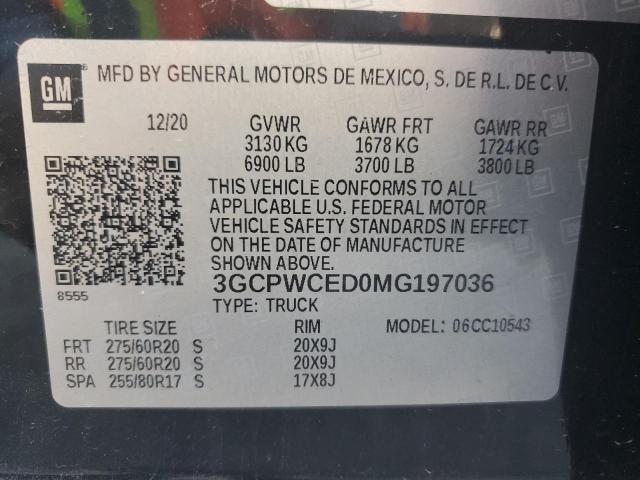 GM
MFD BY GENERAL MOTORS DE MEXICO, S. DE R.L. DE C.V.
12/20 GVWR GAWR FRT GAWR RR
3130 KG 1678 KG 1724 KG
6900 LB 3700 LB 3800 LB
THIS VEHICLE CONFORMS TO ALL
APPLICABLE U.S. FEDERAL MOTOR
VEHICLE SAFETY STANDARDS IN EFFECT
ON THE DATE OF MANUFACTURE
SHOWN ABOVE.
8555
3GCPWCED0MG197036
TYPE: TRUCK
TIRE SIZE RIM MODEL: 06CC10543
FRT 275/60R20 S 20X9J
RR 275/60R20 S 20X9J
SPA 255/80R17 S 17X8J